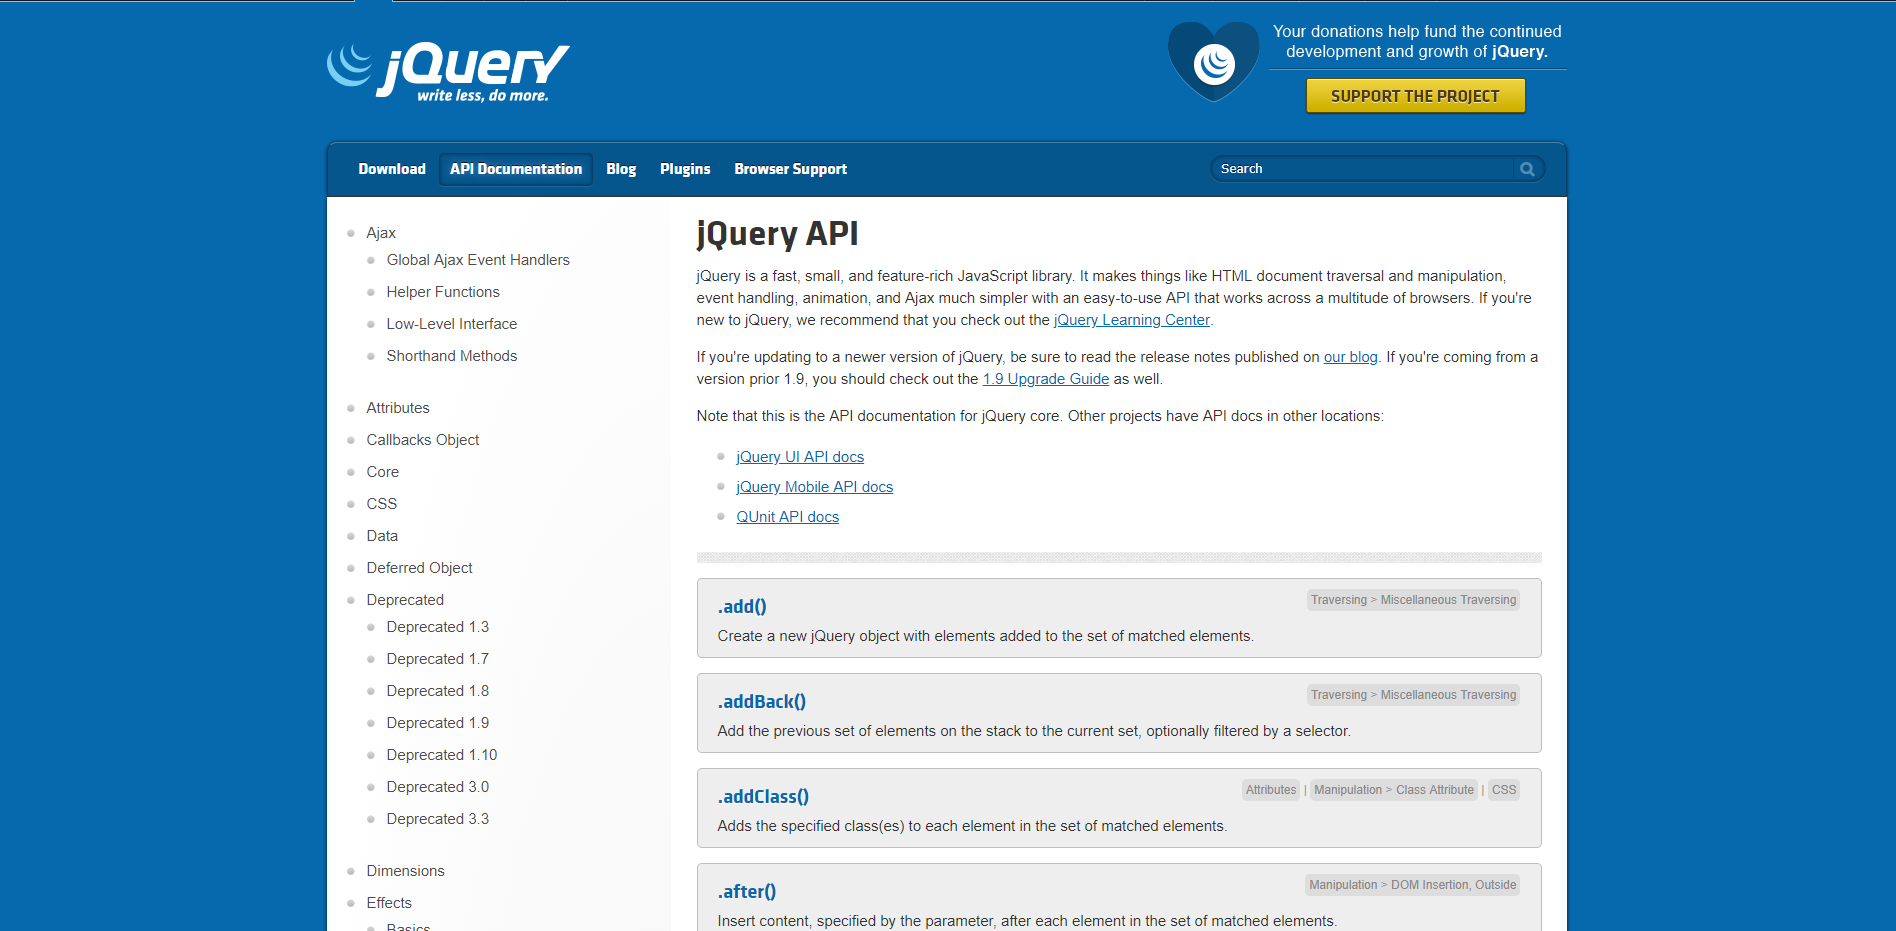 jQuery
write less, do more.
Your donations help fund the continued
development and growth of jQuery.
SUPPORT THE PROJECT
Download API Documentation Blog Plugins Browser Support Search
Ajax
Global Ajax Event Handlers
Helper Functions
Low-Level Interface
Shorthand Methods
Attributes
Callbacks Object
Core
CSS
Data
Deferred Object
Deprecated
Deprecated 1.3
Deprecated 1.7
Deprecated 1.8
Deprecated 1.9
Deprecated 1.10
Deprecated 3.0
Deprecated 3.3
Dimensions
Effects
Basics
jQuery API
jQuery is a fast, small, and feature-rich JavaScript library. It makes things like HTML document traversal and manipulation,
event handling, animation, and Ajax much simpler with an easy-to-use API that works across a multitude of browsers. If you're
new to jQuery, we recommend that you check out the jQuery Learning Center.
If you're updating to a newer version of jQuery, be sure to read the release notes published on our blog. If you're coming from a
version prior 1.9, you should check out the 1.9 Upgrade Guide as well.
Note that this is the API documentation for jQuery core. Other projects have API docs in other locations:
jQuery UI API docs
jQuery Mobile API docs
QUnit API docs
.add()
Traversing > Miscellaneous Traversing
Create a new jQuery object with elements added to the set of matched elements.
.addBack()
Traversing > Miscellaneous Traversing
Add the previous set of elements on the stack to the current set, optionally filtered by a selector.
.addClass()
Attributes | Manipulation > Class Attribute | CSS
Adds the specified class(es) to each element in the set of matched elements.
.after()
Manipulation > DOM Insertion, Outside
Insert content, specified by the parameter, after each element in the set of matched elements.